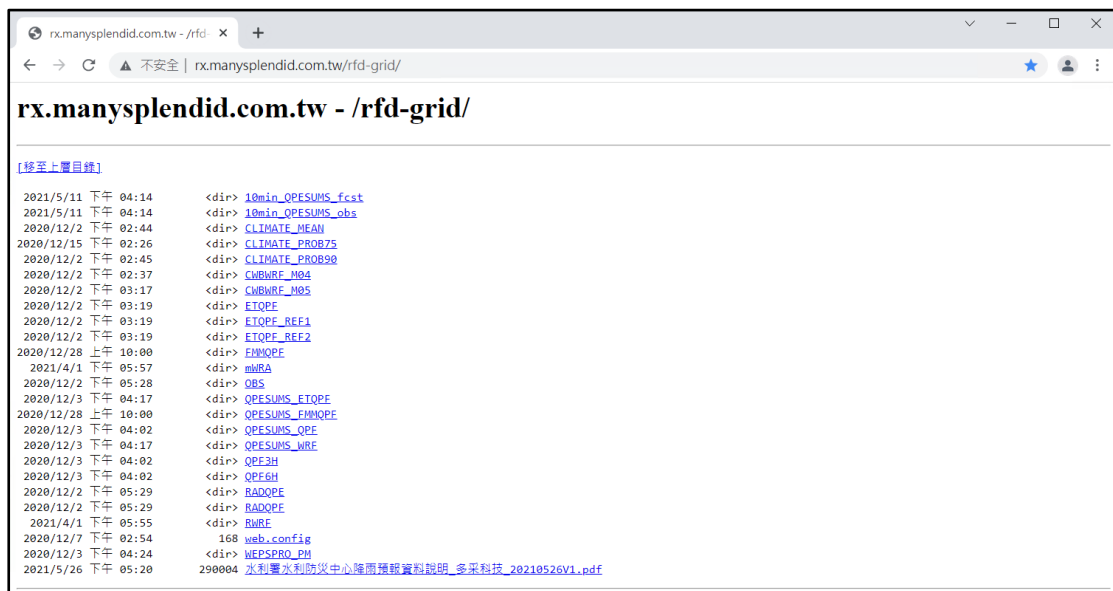 rx.manysplendid.com.tw - /rfd-
不安全 | rx.manysplendid.com.tw/rfd-grid/
rx.manysplendid.com.tw - /rfd-grid/
[移至上層目錄]
2021/5/11 下午 04:14 <dir> 10min_QPESUMS_fcst
2021/5/11 下午 04:14 <dir> 10min_QPESUMS_obs
2020/12/2 下午 02:44 <dir> CLIMATE_MEAN
2020/12/15 下午 02:26 <dir> CLIMATE_PROB75
2020/12/2 下午 02:45 <dir> CLIMATE_PROB90
2020/12/2 下午 02:37 <dir> CWBWRF_M04
2020/12/2 下午 03:17 <dir> CWBWRF_M05
2020/12/2 下午 03:19 <dir> ETQPF
2020/12/2 下午 03:19 <dir> ETQPF_REF1
2020/12/2 下午 03:19 <dir> ETQPF_REF2
2020/12/28 上午 10:00 <dir> FMMQPF
2021/4/1 下午 05:57 <dir> mWRA
2020/12/2 下午 05:28 <dir> OBS
2020/12/3 下午 04:17 <dir> QPESUMS_ETQPF
2020/12/28 上午 10:00 <dir> QPESUMS_FMMQPF
2020/12/3 下午 04:02 <dir> QPESUMS_QPF
2020/12/3 下午 04:17 <dir> QPESUMS_WRF
2020/12/3 下午 04:02 <dir> QPF3H
2020/12/3 下午 04:02 <dir> QPF6H
2020/12/2 下午 05:29 <dir> RADQPE
2020/12/2 下午 05:29 <dir> RADQPF
2021/4/1 下午 05:55 <dir> RWRF
2020/12/7 下午 02:54 168 web.config
2020/12/3 下午 04:24 <dir> WEPSPRO_PM
2021/5/26 下午 05:20 290004 水利署水利防災中心降雨預報資料說明_多采科技_20210526V1.pdf